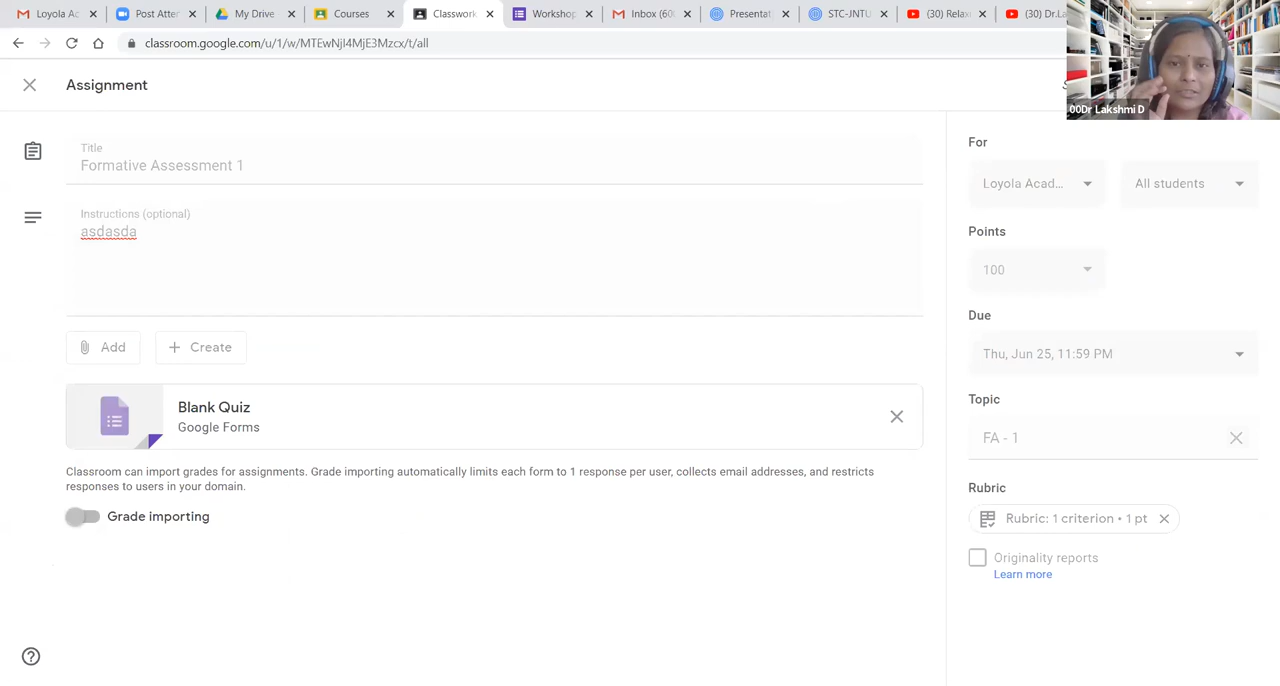 Loyola Ac
Post Atter
My Drive
Courses
Classwork
Workshop
Inbox (60
Presentat
STC-JNTU
(30) Relax
(30) Dr.La
classroom.google.com/u/1/w/MTEwNjI4MjE3Mzcx/t/all
00Dr Lakshmi D
Assignment
Title
Formative Assessment 1
Instructions (optional)
asdasda
Add
Create
Blank Quiz
Google Forms
Classroom can import grades for assignments. Grade importing automatically limits each form to 1 response per user, collects email addresses, and restricts
responses to users in your domain.
Grade importing
For
Loyola Acad...
All students
Points
100
Due
Thu, Jun 25, 11:59 PM
Topic
FA - 1
Rubric
Rubric: 1 criterion • 1 pt
Originality reports
Learn more